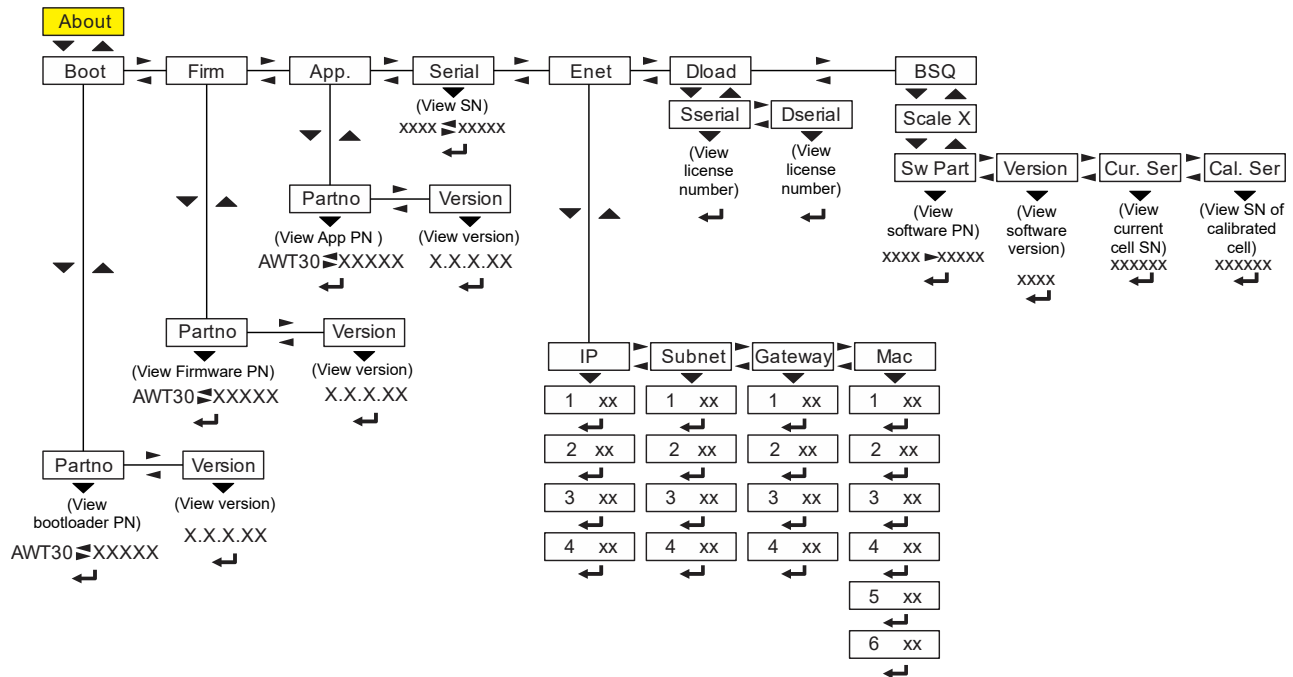 About
Boot
Firm
App.
Serial
Enet
Dload
BSQ
(View SN)
xxxx xxxxx
Sserial
Dserial
(View
license
number)
(View
license
number)
Scale X
Sw Part
Version
Cur. Ser
Cal. Ser
(View
software PN)
xxxx xxxxx
(View
software
version)
xxxx
(View
current
cell SN)
xxxxxx
(View SN of
calibrated
cell)
xxxxxx
Partno
Version
(View App PN )
AWT30 XXXXX
(View version)
X.X.X.XX
Partno
Version
(View Firmware PN)
AWT30 XXXXX
(View version)
X.X.X.XX
IP
Subnet
Gateway
Mac
1 xx
1 xx
1 xx
1 xx
2 xx
2 xx
2 xx
2 xx
3 xx
3 xx
3 xx
3 xx
4 xx
4 xx
4 xx
4 xx
5 xx
6 xx
Partno
Version
(View
bootloader PN)
AWT30 XXXXX
(View version)
X.X.X.XX